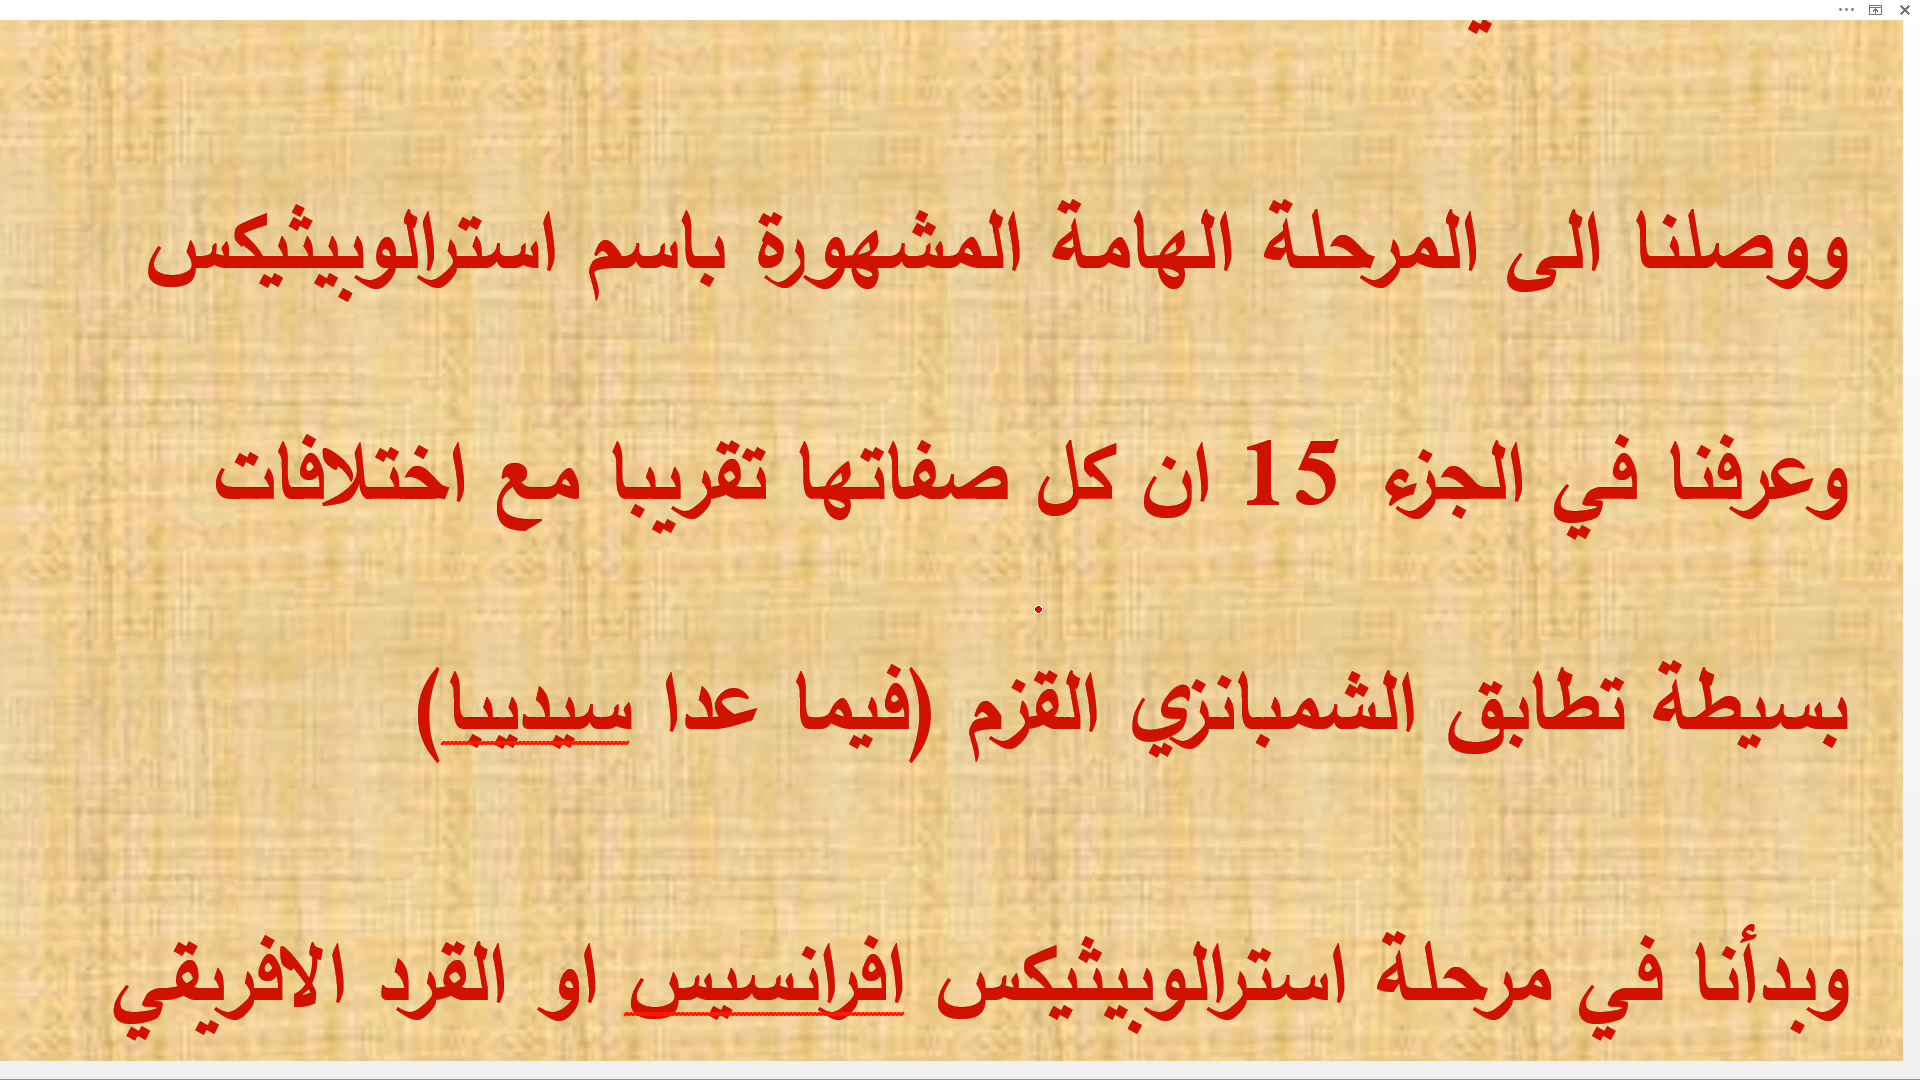 ووصلنا الى المرحلة الهامة المشهورة باسم استرالوبيثيكس
وعرفنا في الجزء 15 ان كل صفاتها تقريبا مع اختلافات
بسيطة تطابق الشمبانزي القزم (فيما عدا سيديبا)
وبدأنا في مرحلة استرالوبيثيكس افرانسيس او القرد الافريقي